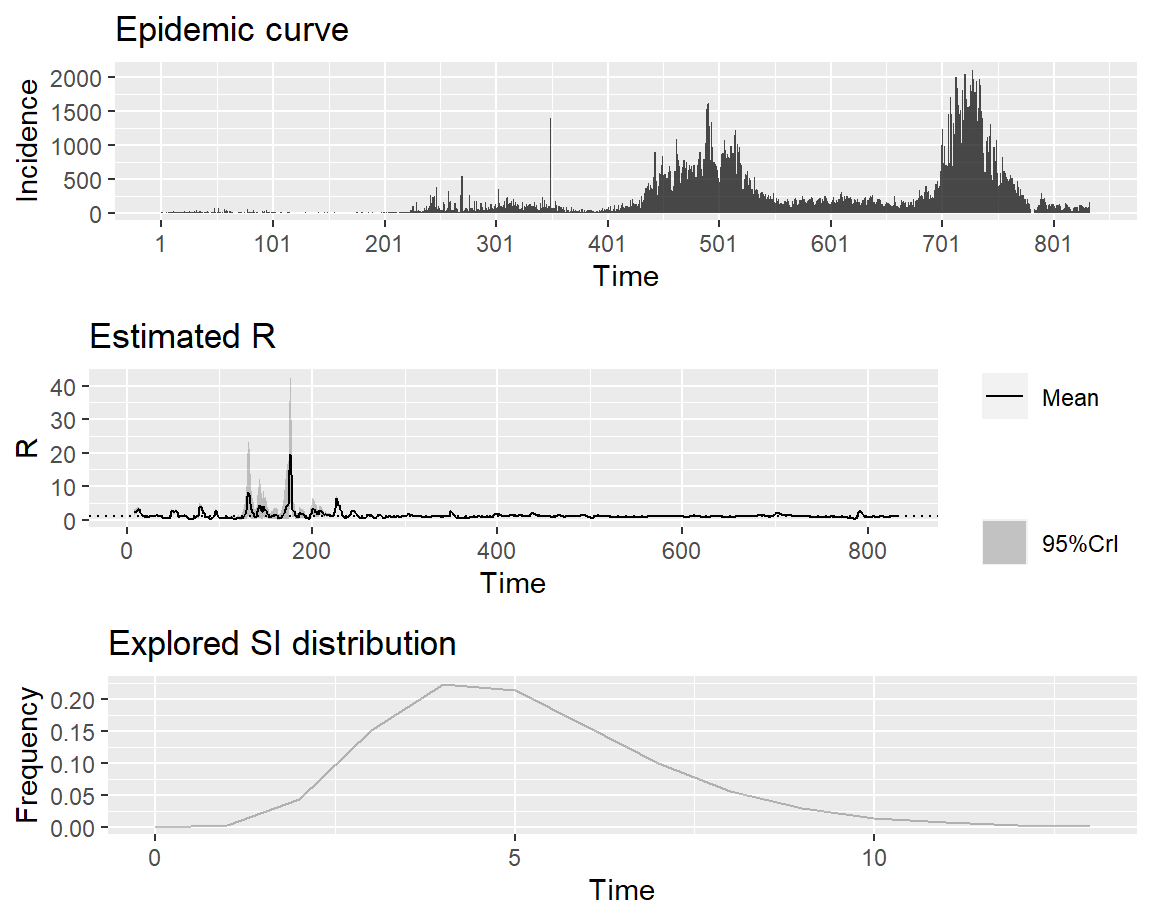 Epidemic curve
Incidence
2000
1500
1000
500
0
1 101 201 301 401 501 601 701 801
Time
Estimated R
R
40
30
20
10
0
0 200 400 600 800
Time
Mean
95%CrI
Explored SI distribution
Frequency
0.20
0.15
0.10
0.05
0.00
0 5 10
Time